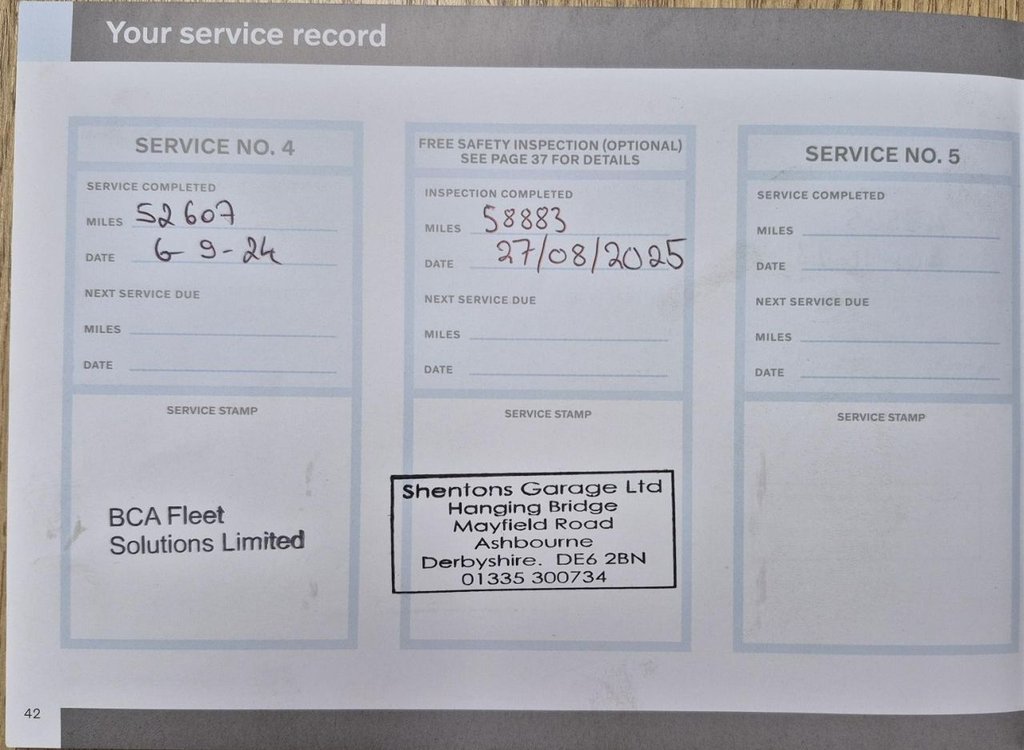 Your service record
SERVICE NO. 4
SERVICE COMPLETED
MILES 52607
DATE 6-9-24
NEXT SERVICE DUE
MILES
DATE
SERVICE STAMP
BCA Fleet
Solutions Limited
FREE SAFETY INSPECTION (OPTIONAL)
SEE PAGE 37 FOR DETAILS
INSPECTION COMPLETED
MILES 58883
DATE 27/08/2025
NEXT SERVICE DUE
MILES
DATE
SERVICE STAMP
Shentons Garage Ltd
Hanging Bridge
Mayfield Road
Ashbourne
Derbyshire. DE6 2BN
01335 300734
SERVICE NO. 5
SERVICE COMPLETED
MILES
DATE
NEXT SERVICE DUE
MILES
DATE
SERVICE STAMP
42